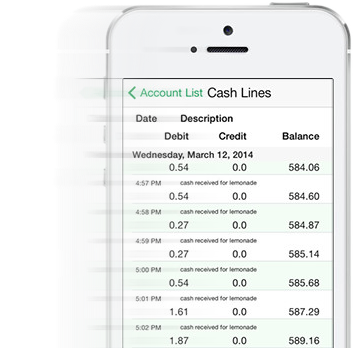 Account List Cash Lines
Date Description
Debit Credit Balance
Wednesday, March 12, 2014
0.54 0.0 584.06
4:57 PM cash received for lemonade
0.54 0.0 584.60
4:58 PM cash received for lemonade
0.27 0.0 584.87
4:59 PM cash received for lemonade
0.27 0.0 585.14
5:00 PM cash received for lemonade
0.54 0.0 585.68
5:01 PM cash received for lemonade
1.61 0.0 587.29
5:02 PM cash received for lemonade
1.87 0.0 589.16